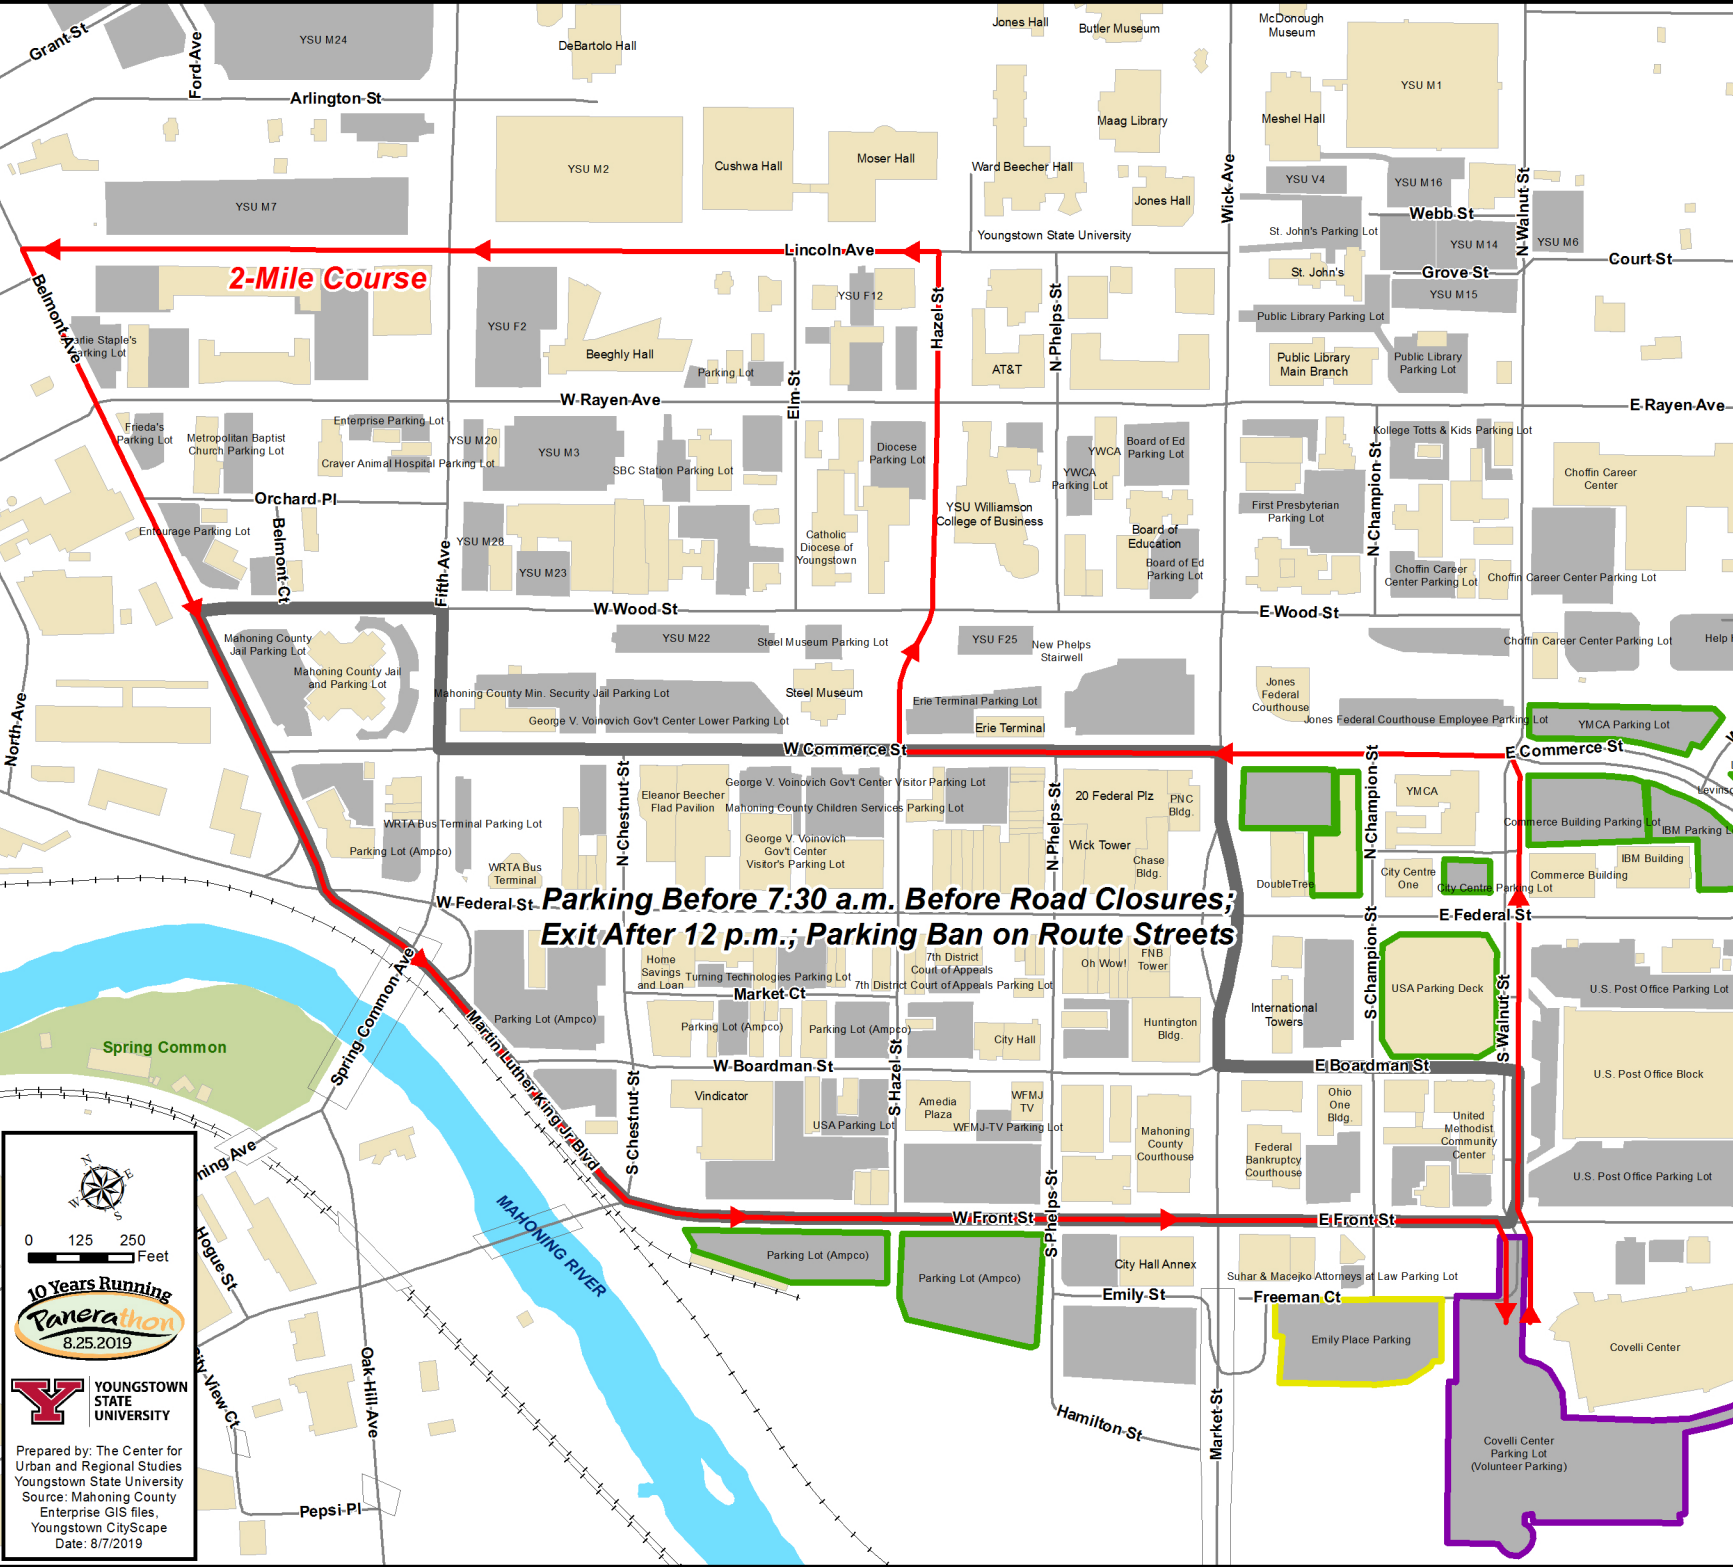 Grant St
Ford Ave
YSU M24
DeBartolo Hall
Jones Hall
Butler Museum
McDonough
Museum
Arlington St
YSU M1
Maag Library
Meshel Hall
YSU M2
Cushwa Hall
Moser Hall
Ward Beecher Hall
Jones Hall
Wick Ave
YSU V4
YSU M16
N Walnut St
YSU M7
Webb St
Youngstown State University
St. John's Parking Lot
YSU M14
YSU M6
Lincoln Ave
2-Mile Course
St. John's
Grove St
Court St
Belmont Ave
YSU F12
Hazel St
N Phelps St
YSU M15
YSU F2
Public Library Parking Lot
arlie Staple's
arking Lot
Beeghly Hall
Parking Lot
Elm St
AT&T
Public Library
Main Branch
Public Library
Parking Lot
W Rayen Ave
E Rayen Ave
Frieda's
Parking Lot
Metropolitan Baptist
Church Parking Lot
Enterprise Parking Lot
Craver Animal Hospital Parking Lot
YSU M20
YSU M3
SBC Station Parking Lot
Diocese
Parking Lot
YWCA
YWCA
Parking Lot
Board of Ed
Parking Lot
N Champion St
Kollege Totts & Kids Parking Lot
Choffin Career
Center
Orchard Pl
Entourage Parking Lot
Belmont Ct
Fifth Ave
YSU M28
YSU M23
Catholic
Diocese of
Youngstown
YSU Williamson
College of Business
Board of
Education
Board of Ed
Parking Lot
First Presbyterian
Parking Lot
Choffin Career
Center Parking Lot
Choffin Career Center Parking Lot
W Wood St
E Wood St
Mahoning County
Jail Parking Lot
Mahoning County Jail
and Parking Lot
YSU M22
Steel Museum Parking Lot
YSU F25
New Phelps
Stairwell
Choffin Career Center Parking Lot
Help
North Ave
Mahoning County Min. Security Jail Parking Lot
George V. Voinovich Gov't Center Lower Parking Lot
Steel Museum
Erie Terminal Parking Lot
Erie Terminal
Jones
Federal
Courthouse
Jones Federal Courthouse Employee Parking Lot
YMCA Parking Lot
W Commerce St
E Commerce St
N Chestnut St
Eleanor Beecher
Flad Pavilion
George V. Voinovich Gov't Center Visitor Parking Lot
Mahoning County Children Services Parking Lot
George V. Voinovich
Gov't Center
Visitor's Parking Lot
N Phelps St
20 Federal Plz
PNC
Bldg.
Wick Tower
Chase
Bldg.
N Champion St
YMCA
Levins
Commerce Building Parking Lot
IBM Parking L
WRTA Bus Terminal Parking Lot
Parking Lot (Ampco)
WRTA Bus
Terminal
DoubleTree
City Centre
One
City Centre Parking Lot
Commerce Building
IBM Building
W Federal St
Parking Before 7:30 a.m. Before Road Closures;
Exit After 12 p.m.; Parking Ban on Route Streets
E Federal St
Home
Savings
and Loan
Turning Technologies Parking Lot
7th District
Court of Appeals
7th District Court of Appeals Parking Lot
Oh Wow!
FNB
Tower
S Champion St
USA Parking Deck
S Walnut St
U.S. Post Office Parking Lot
Market Ct
Spring Common Ave
Parking Lot (Ampco)
Parking Lot (Ampco)
Parking Lot (Ampco)
City Hall
Huntington
Bldg.
International
Towers
Spring Common
Martin Luther King Jr Blvd
W Boardman St
S Hazel St
E Boardman St
U.S. Post Office Block
S Chestnut St
Vindicator
USA Parking Lot
Amedia
Plaza
WFMJ
TV
WFMJ-TV Parking Lot
Mahoning
County
Courthouse
Ohio
One
Bldg.
Federal
Bankruptcy
Courthouse
United
Methodist
Community
Center
U.S. Post Office Parking Lot
ning Ave
MAHONING RIVER
W Front St
S Phelps St
E Front St
Parking Lot (Ampco)
Parking Lot (Ampco)
City Hall Annex
Suhar & Macejko Attorneys at Law Parking Lot
Emily St
Freeman Ct
Emily Place Parking
Covelli Center
Hogue St
City View Ct
Oak Hill Ave
Hamilton St
Market St
Covelli Center
Parking Lot
(Volunteer Parking)
Pepsi Pl
N
W E
S
0 125 250
Feet
10 Years Running
Panerathon
8.25.2019
Y
YOUNGSTOWN
STATE
UNIVERSITY
Prepared by: The Center for
Urban and Regional Studies
Youngstown State University
Source: Mahoning County
Enterprise GIS files,
Youngstown CityScape
Date: 8/7/2019